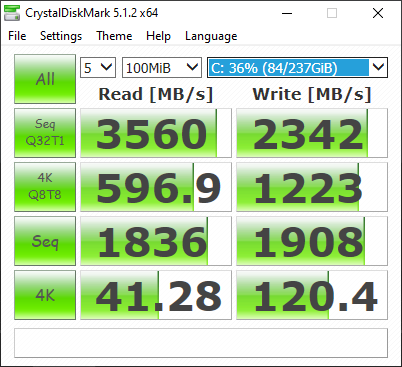 CrystalDiskMark 5.1.2 x64
File Settings Theme Help Language
All 5 100MiB C: 36% (84/237GiB)
Read [MB/s] Write [MB/s]
Seq Q32T1 3560 2342
4K Q8T8 596.9 1223
Seq 1836 1908
4K 41.28 120.4